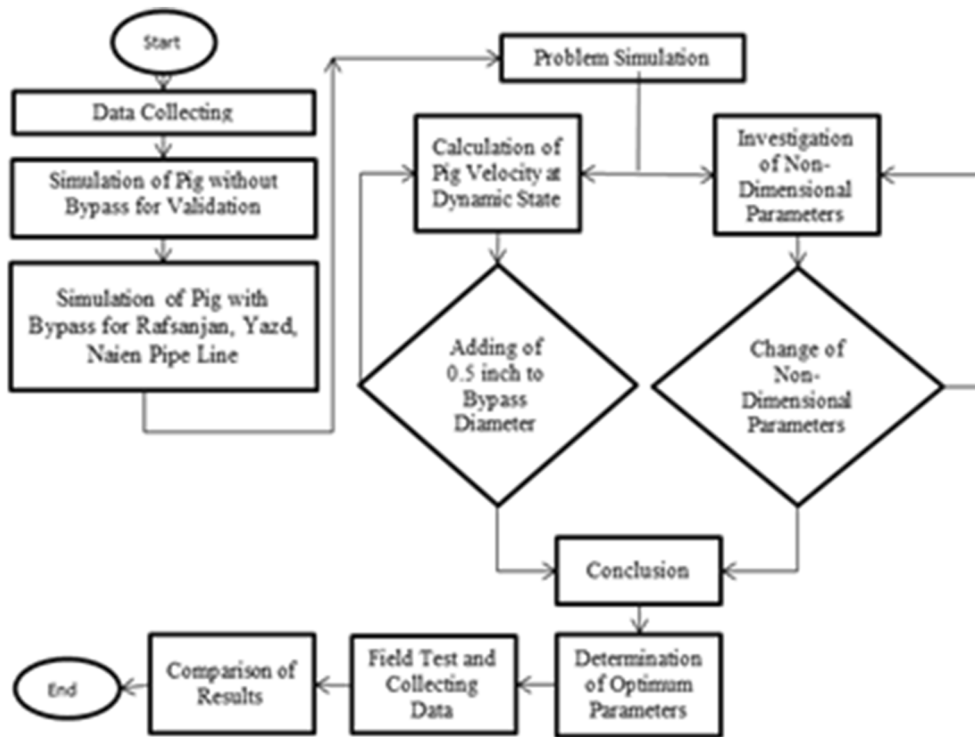 Start
Data Collecting
Simulation of Pig without
Bypass for Validation
Simulation of Pig with
Bypass for Rafsanjan, Yazd,
Naien Pipe Line
Problem Simulation
Calculation of
Pig Velocity at
Dynamic State
Investigation
of Non-
Dimensional
Parameters
Adding of
0.5 inch to
Bypass
Diameter
Change of
Non-
Dimensional
Parameters
Conclusion
Determination
of Optimum
Parameters
Field Test and
Collecting
Data
Comparison of
Results
End